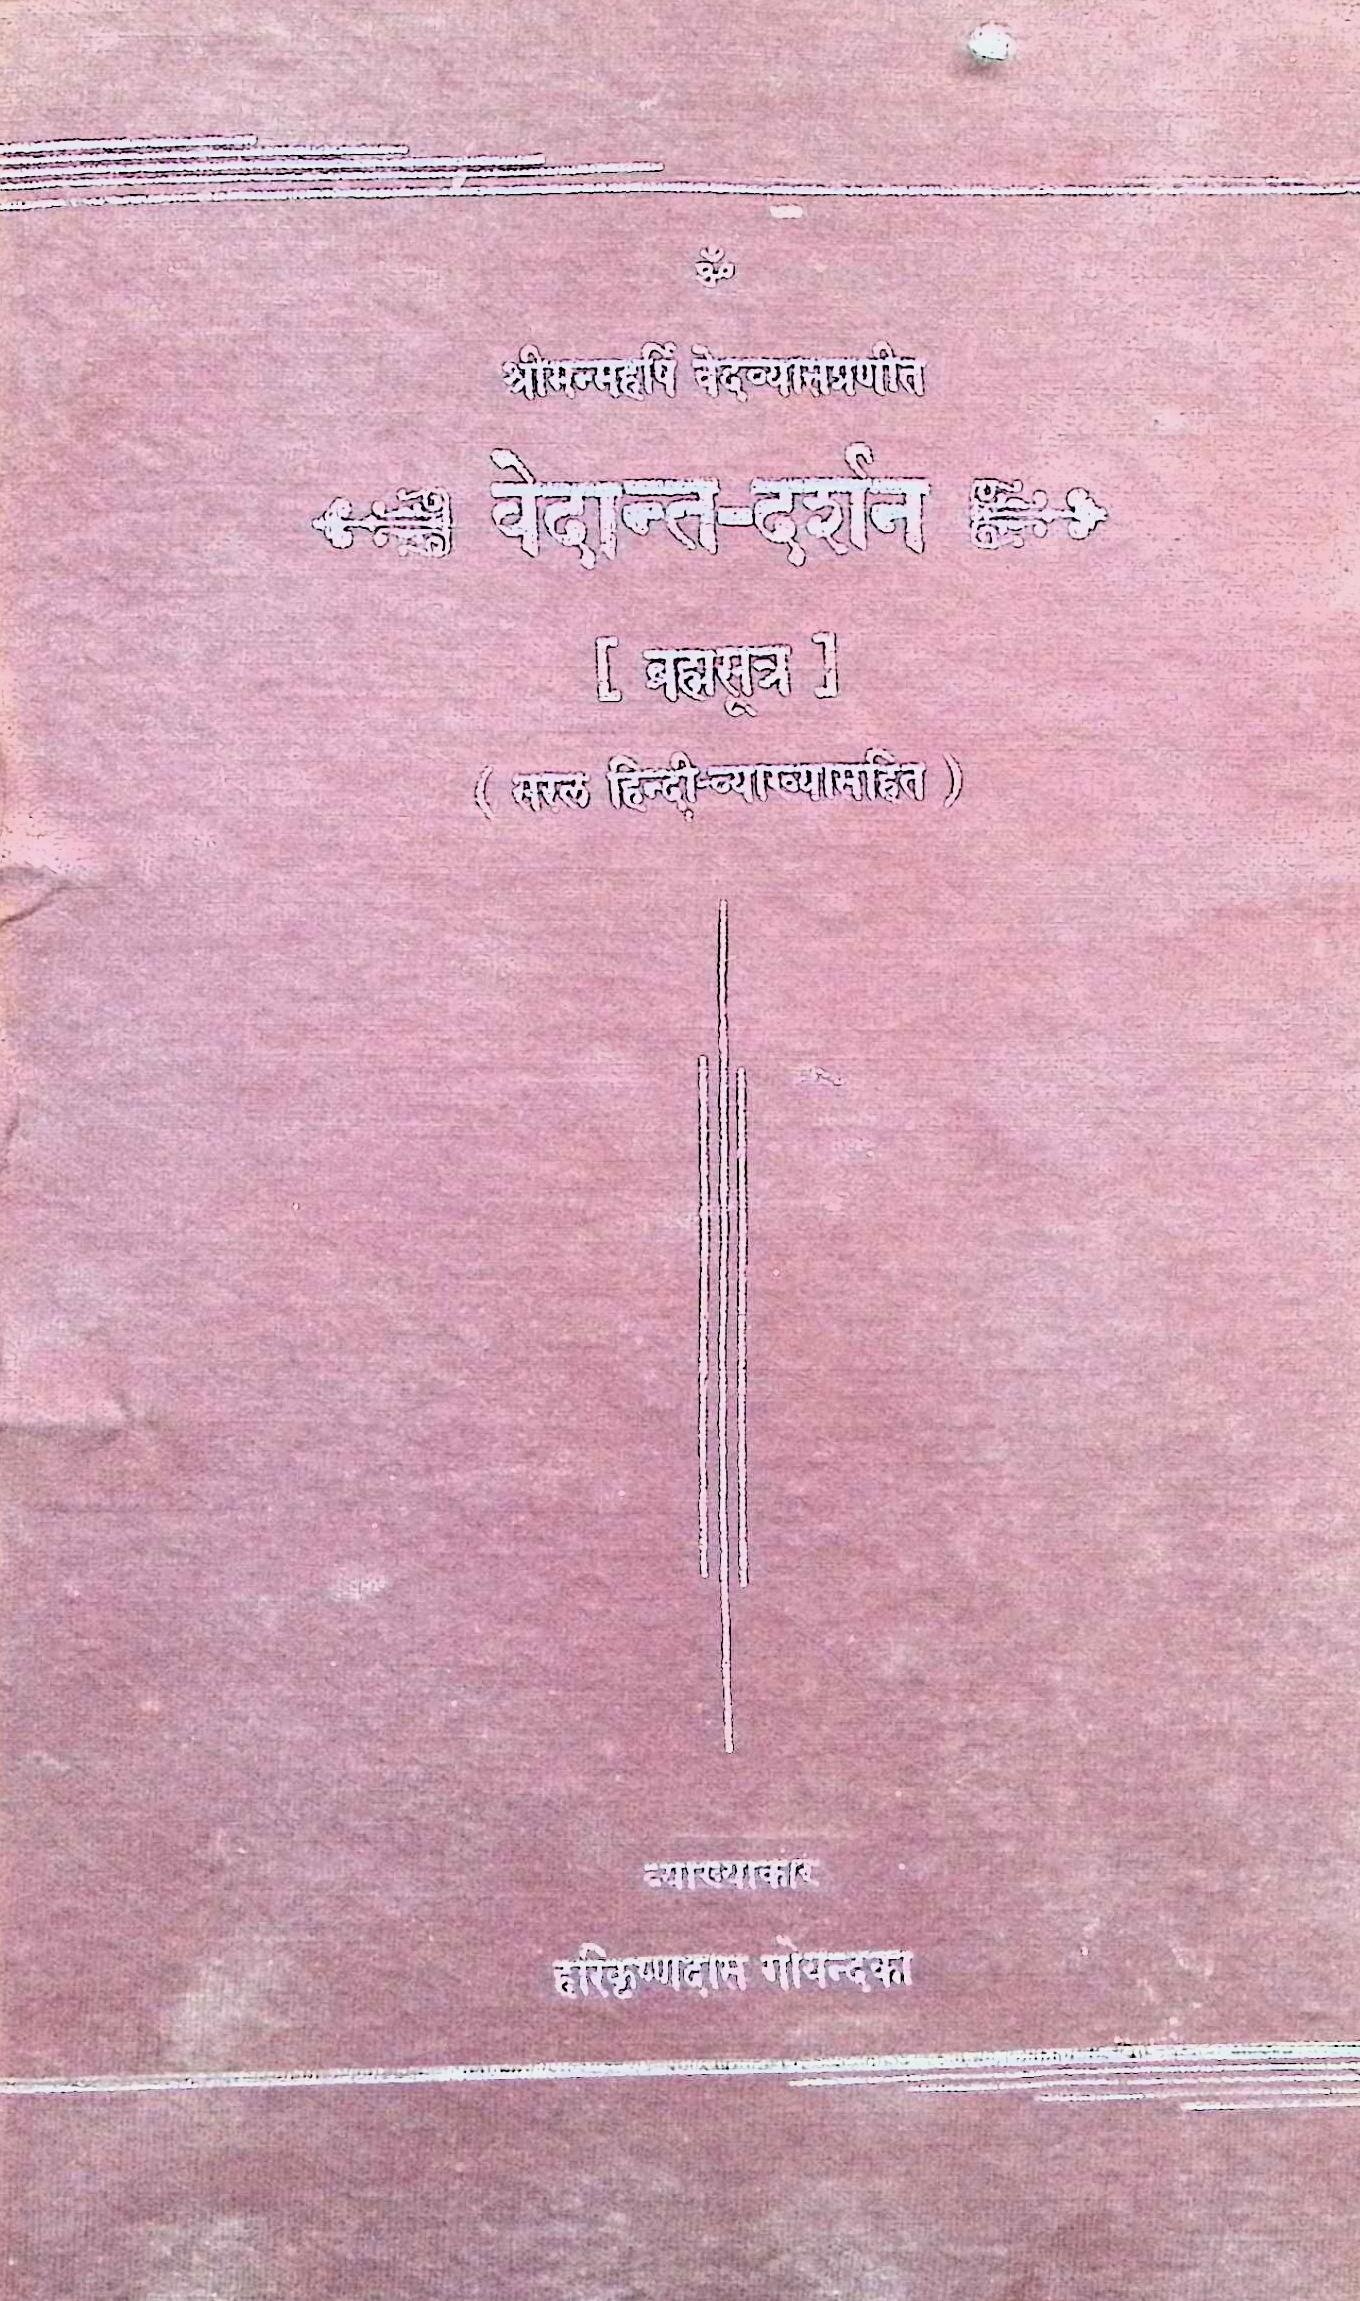 ॐ
श्रीमन्महर्षि वेदव्यासप्रणीत
वेदान्त-दर्शन
[ ब्रह्मसूत्र ]
( सरल हिन्दी-व्याख्यासहित )
व्याख्याकार
हरिकृष्णदास गोयन्दका